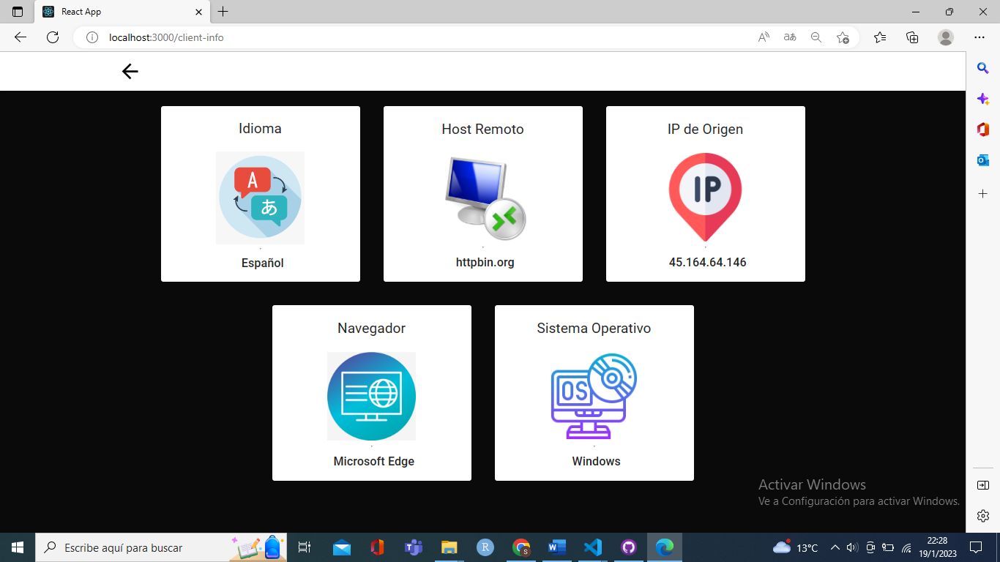 React App
localhost:3000/client-info
Idioma
Host Remoto
IP de Origen
A
あ
IP
Español
httpbin.org
45.164.64.146
Navegador
Sistema Operativo
OS
Microsoft Edge
Windows
Activar Windows
Ve a Configuración para activar Windows.
Escribe aquí para buscar
13°C
22:28
19/1/2023